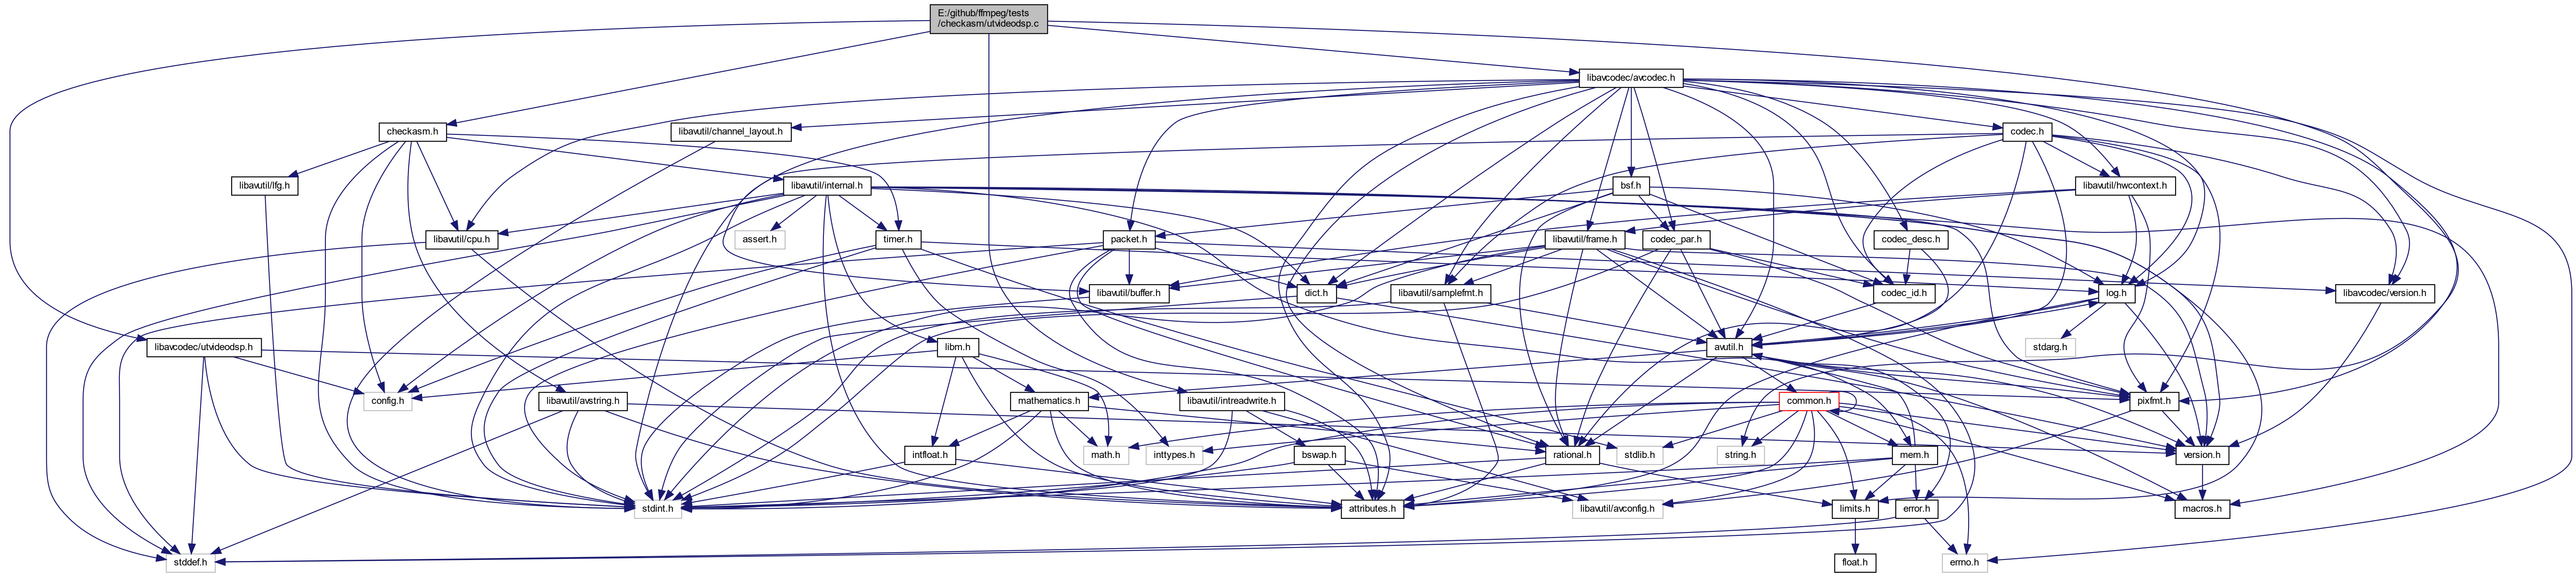 E:/github/ffmpeg/tests
/checkasm/utvideodsp.c
libavcodec/avcodec.h
checkasm.h
libavutil/channel_layout.h
codec.h
libavutil/lfg.h
libavutil/internal.h
bsf.h
libavutil/hwcontext.h
libavutil/cpu.h
assert.h
timer.h
packet.h
libavutil/frame.h
codec_par.h
codec_desc.h
libavutil/buffer.h
dict.h
libavutil/samplefmt.h
codec_id.h
log.h
libavcodec/version.h
libavcodec/utvideodsp.h
libm.h
avutil.h
stdarg.h
config.h
libavutil/avstring.h
mathematics.h
libavutil/intreadwrite.h
common.h
pixfmt.h
intfloat.h
math.h
inttypes.h
bswap.h
rational.h
stdlib.h
string.h
mem.h
version.h
stdint.h
attributes.h
libavutil/avconfig.h
limits.h
error.h
macros.h
stddef.h
float.h
errno.h